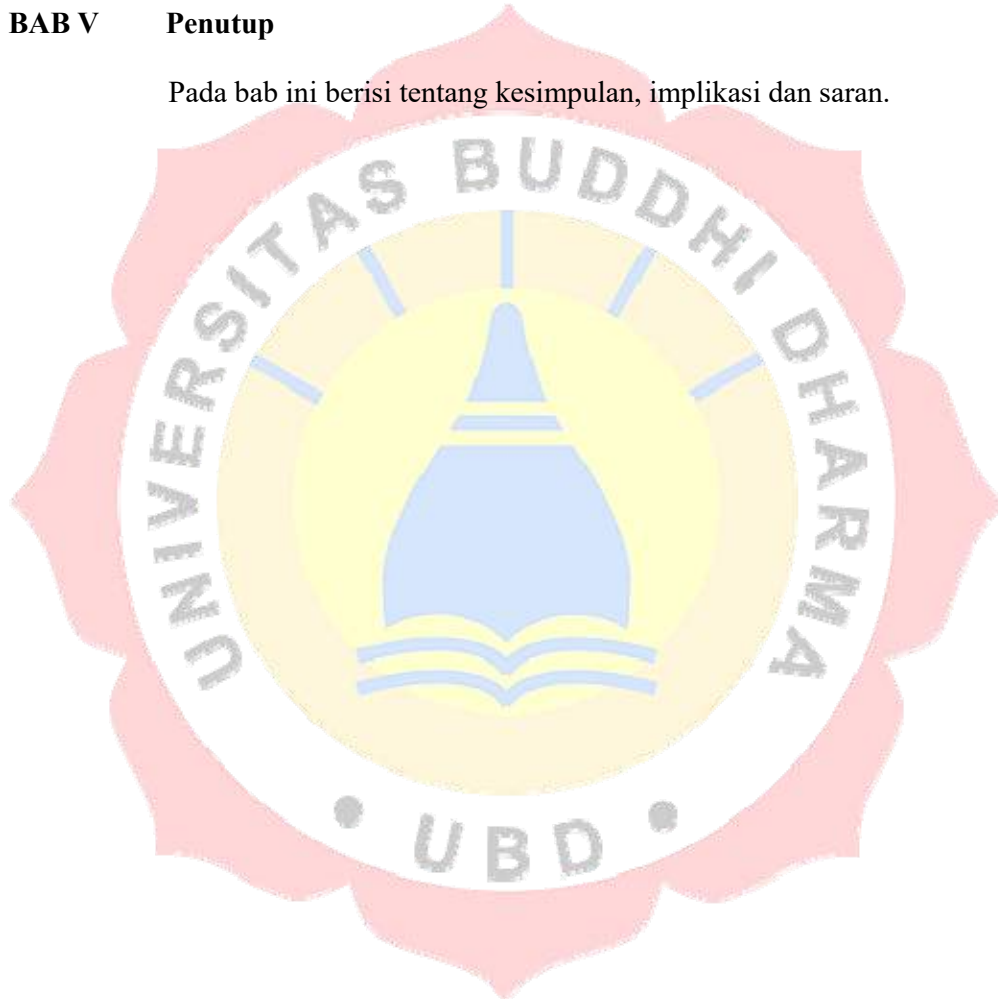 BAB V Penutup
Pada bab ini berisi tentang kesimpulan, implikasi dan saran.
UNIVERSITAS BUDDHI DHARMA
• UBD •